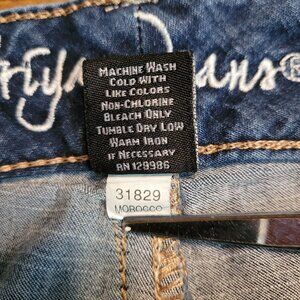 Jeans®
MACHINE WASH
COLD WITH
LIKE COLORS
NON-CHLORINE
BLEACH ONLY
TUMBLE DRY LOW
WARM IRON
IF NECESSARY
RN 129986
31829
MOROCCO